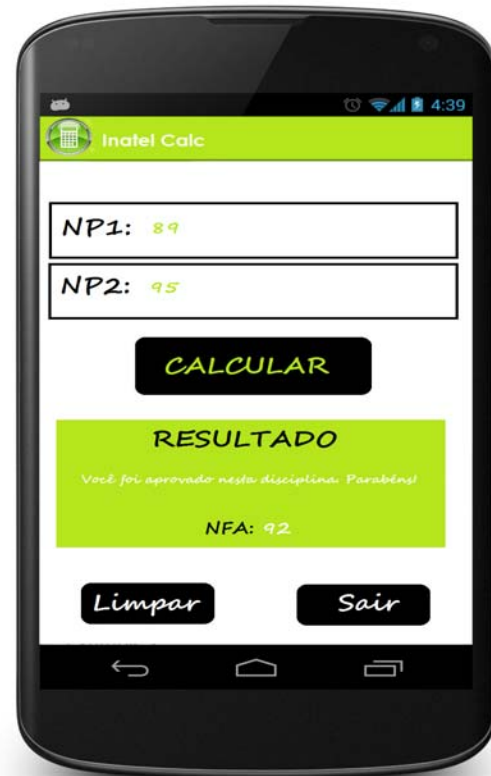 4:39
Inatel Calc
NP1: 89
NP2: 95
CALCULAR
RESULTADO
Você foi aprovado nesta disciplina. Parabéns!
NFA: 92
Limpar Sair